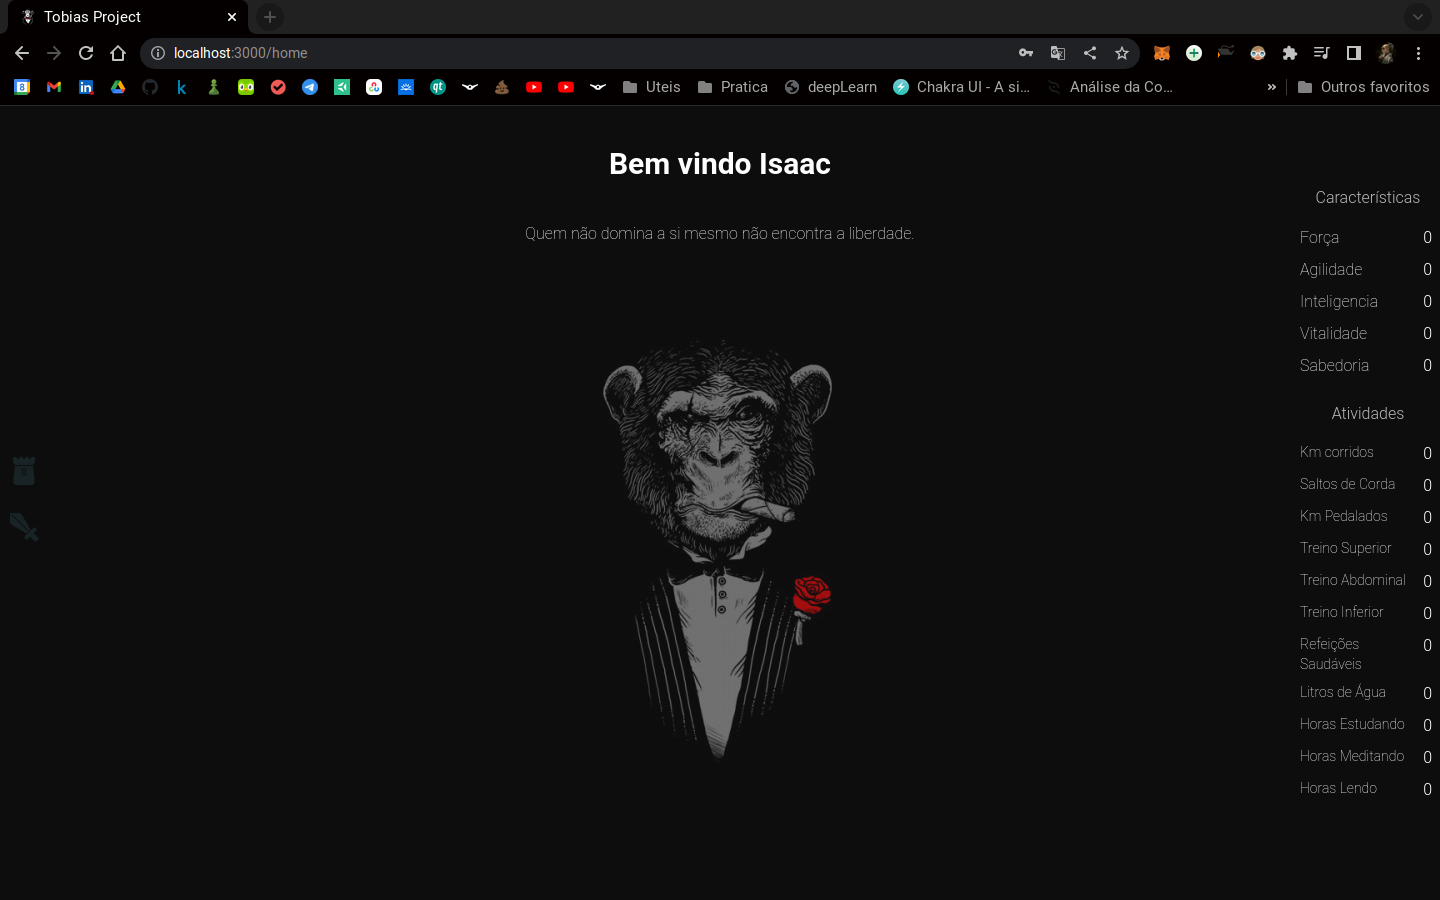 Tobias Project
localhost:3000/home
Uteis
Pratica
deepLearn
Chakra UI - A si…
Análise da Co…
»
Outros favoritos
Bem vindo Isaac
Quem não domina a si mesmo não encontra a liberdade.
Características
Força 0
Agilidade 0
Inteligencia 0
Vitalidade 0
Sabedoria 0
Atividades
Km corridos 0
Saltos de Corda 0
Km Pedalados 0
Treino Superior 0
Treino Abdominal 0
Treino Inferior 0
Refeições 0
Saudáveis
Litros de Água 0
Horas Estudando 0
Horas Meditando 0
Horas Lendo 0